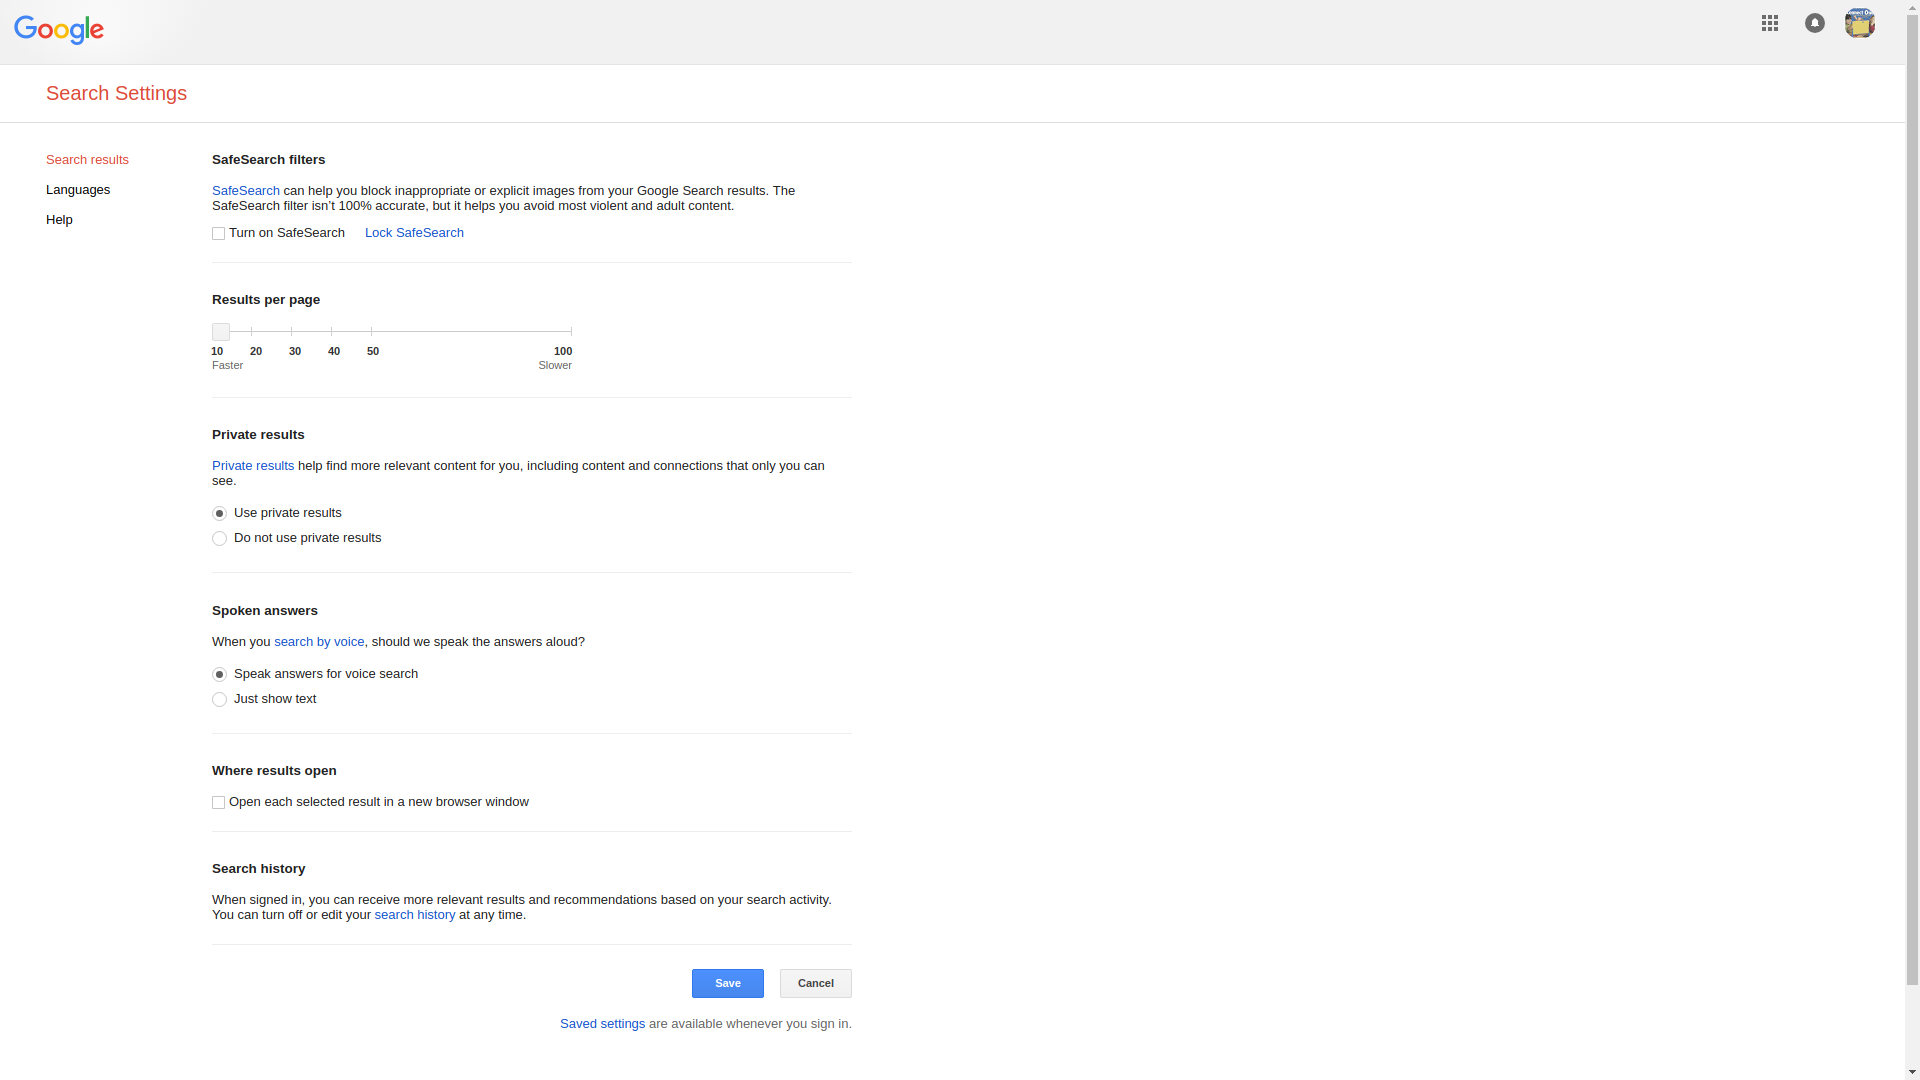 Google
Search Settings
Search results
Languages
Help
SafeSearch filters
SafeSearch can help you block inappropriate or explicit images from your Google Search results. The
SafeSearch filter isn't 100% accurate, but it helps you avoid most violent and adult content.
Turn on SafeSearch Lock SafeSearch
Results per page
10 20 30 40 50 100
Faster Slower
Private results
Private results help find more relevant content for you, including content and connections that only you can
see.
Use private results
Do not use private results
Spoken answers
When you search by voice, should we speak the answers aloud?
Speak answers for voice search
Just show text
Where results open
Open each selected result in a new browser window
Search history
When signed in, you can receive more relevant results and recommendations based on your search activity.
You can turn off or edit your search history at any time.
Save Cancel
Saved settings are available whenever you sign in.